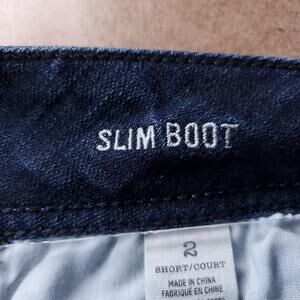 SLIM BOOT
2
SHORT/COURT
MADE IN CHINA
FABRIQUÉ EN CHINE